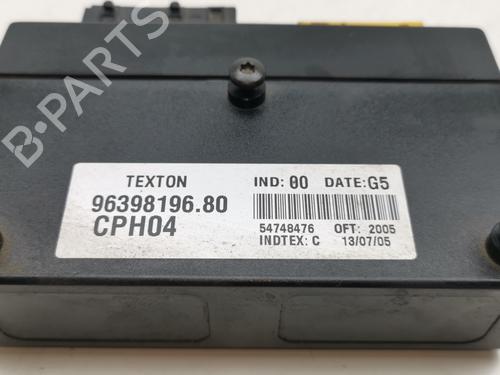 B-PARTS
TEXTON
IND: 00 DATE: G5
96398196.80
CPH04
54748476 OFT: 2005
INDTEX: C 13/07/05